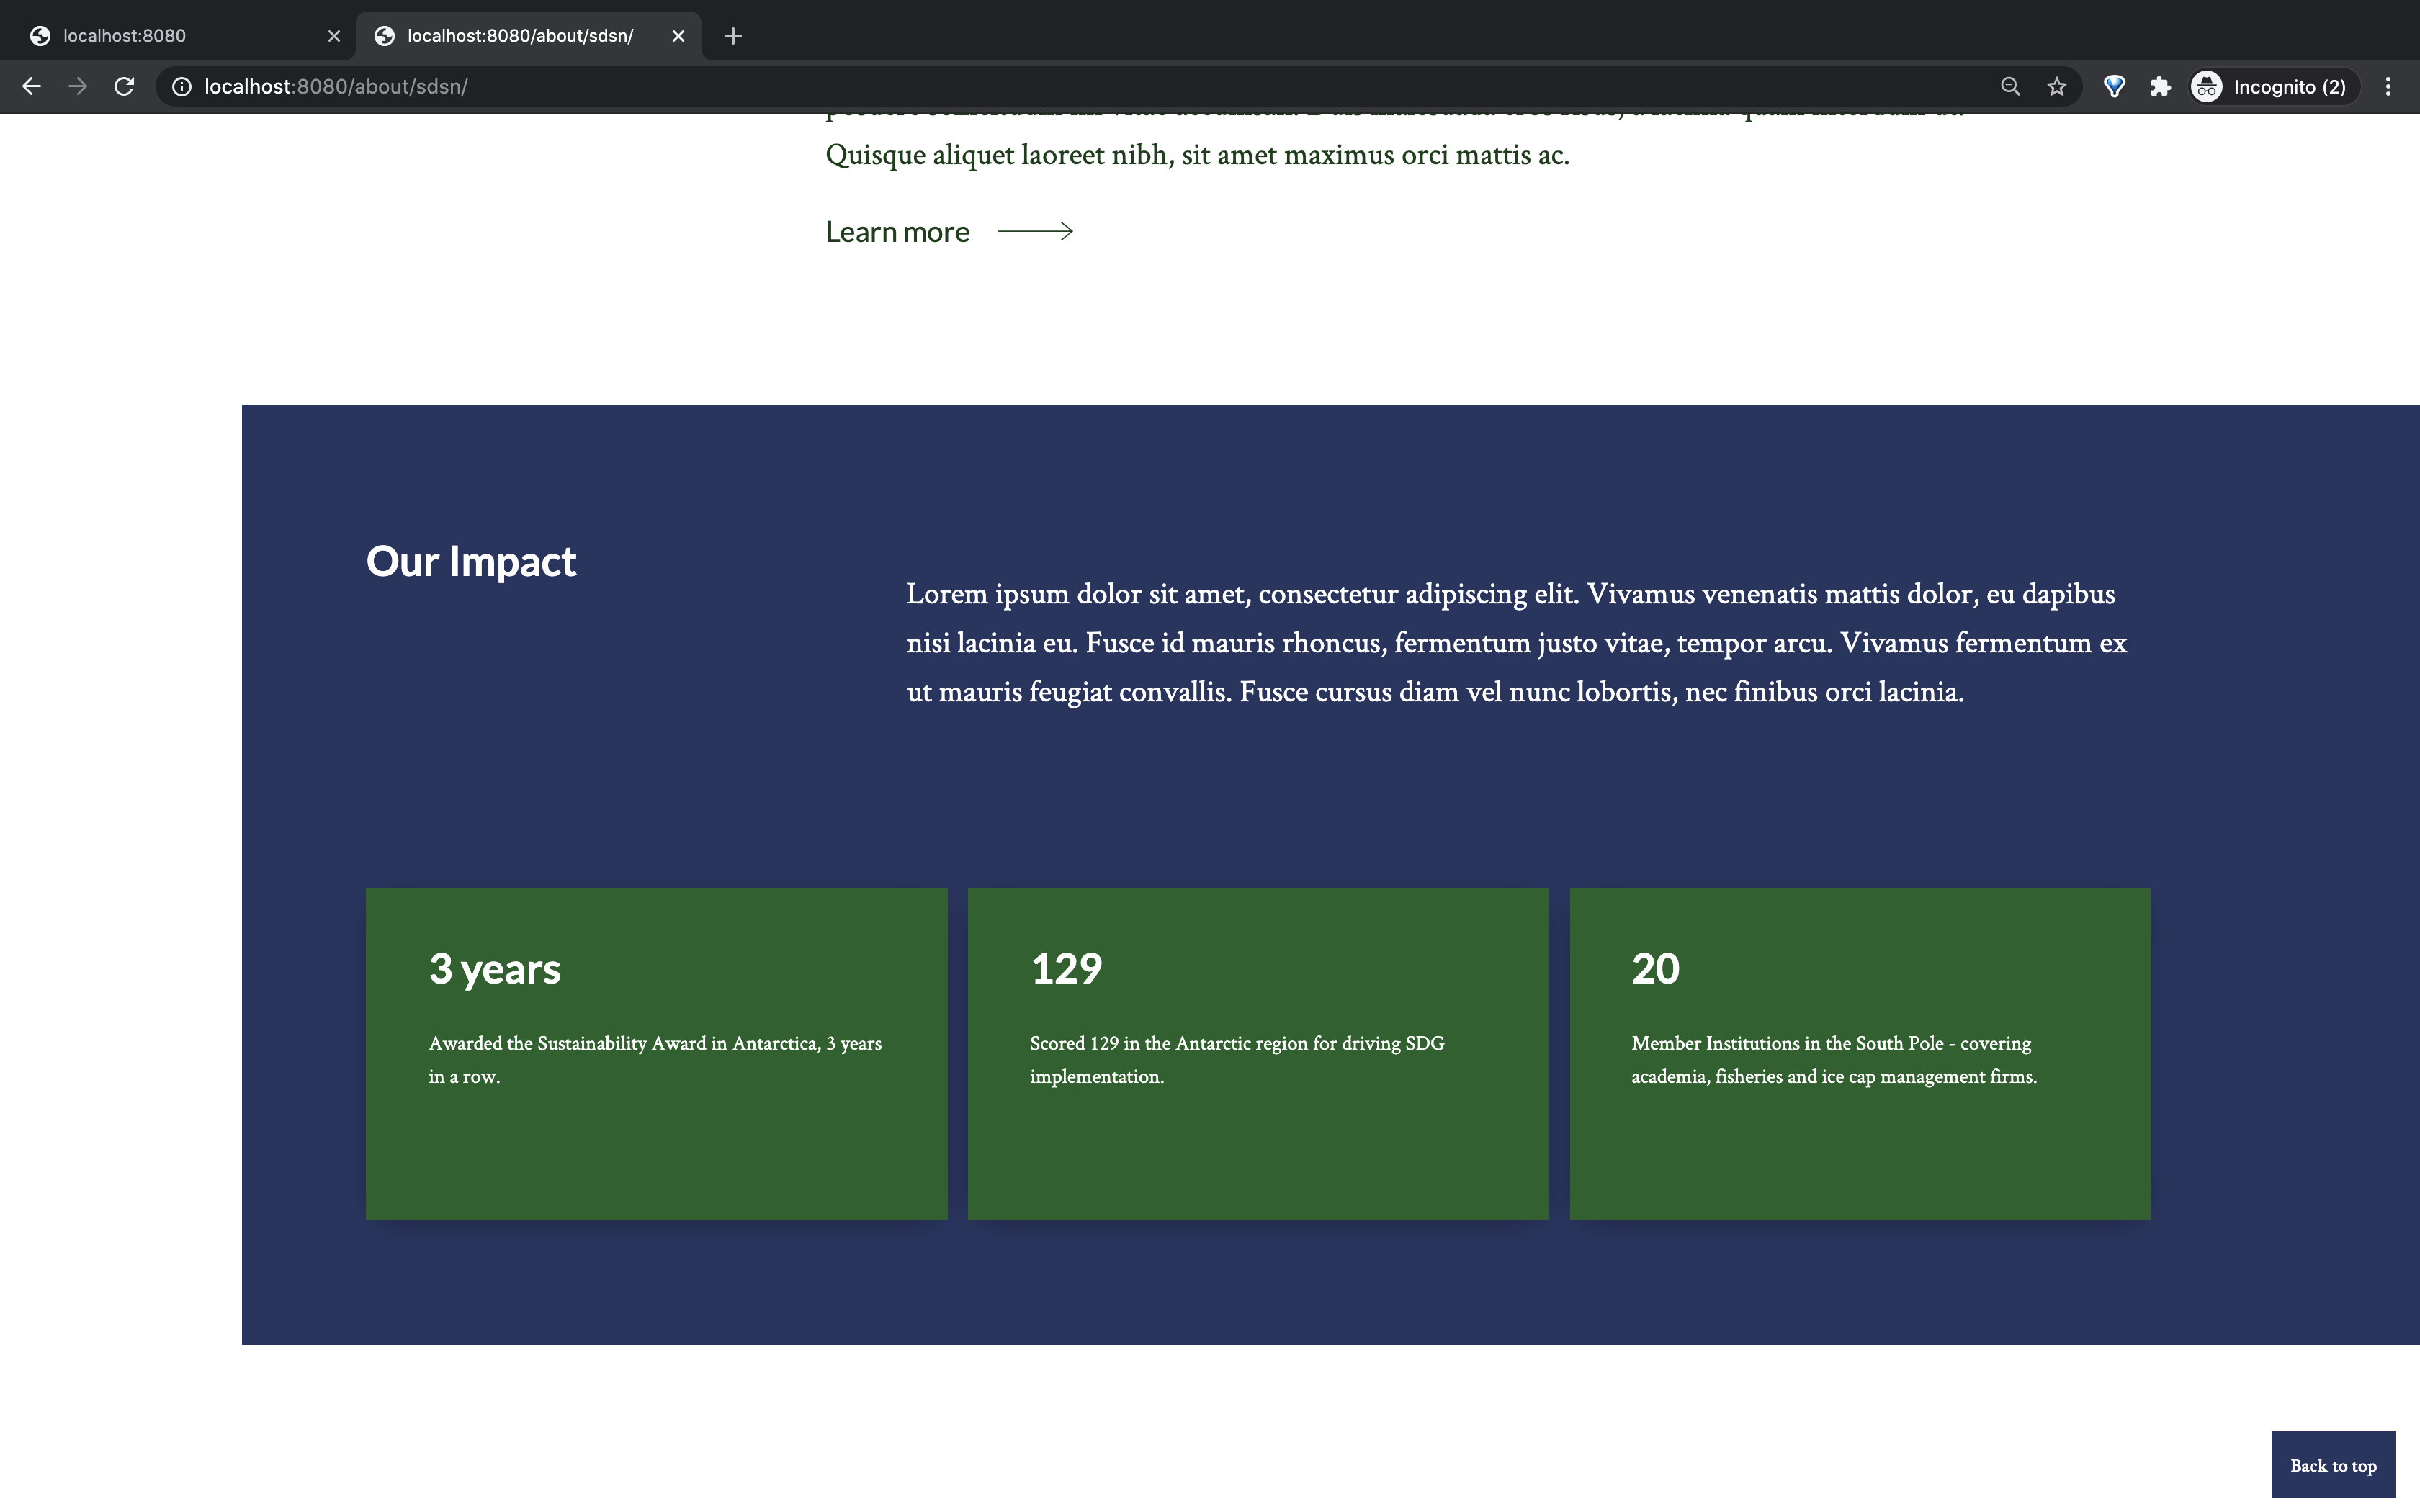 localhost:8080
localhost:8080/about/sdsn/
localhost:8080/about/sdsn/
Incognito (2)
Quisque aliquet laoreet nibh, sit amet maximus orci mattis ac.
Learn more
Our Impact
Lorem ipsum dolor sit amet, consectetur adipiscing elit. Vivamus venenatis mattis dolor, eu dapibus
nisi lacinia eu. Fusce id mauris rhoncus, fermentum justo vitae, tempor arcu. Vivamus fermentum ex
ut mauris feugiat convallis. Fusce cursus diam vel nunc lobortis, nec finibus orci lacinia.
3 years
Awarded the Sustainability Award in Antarctica, 3 years
in a row.
129
Scored 129 in the Antarctic region for driving SDG
implementation.
20
Member Institutions in the South Pole - covering
academia, fisheries and ice cap management firms.
Back to top